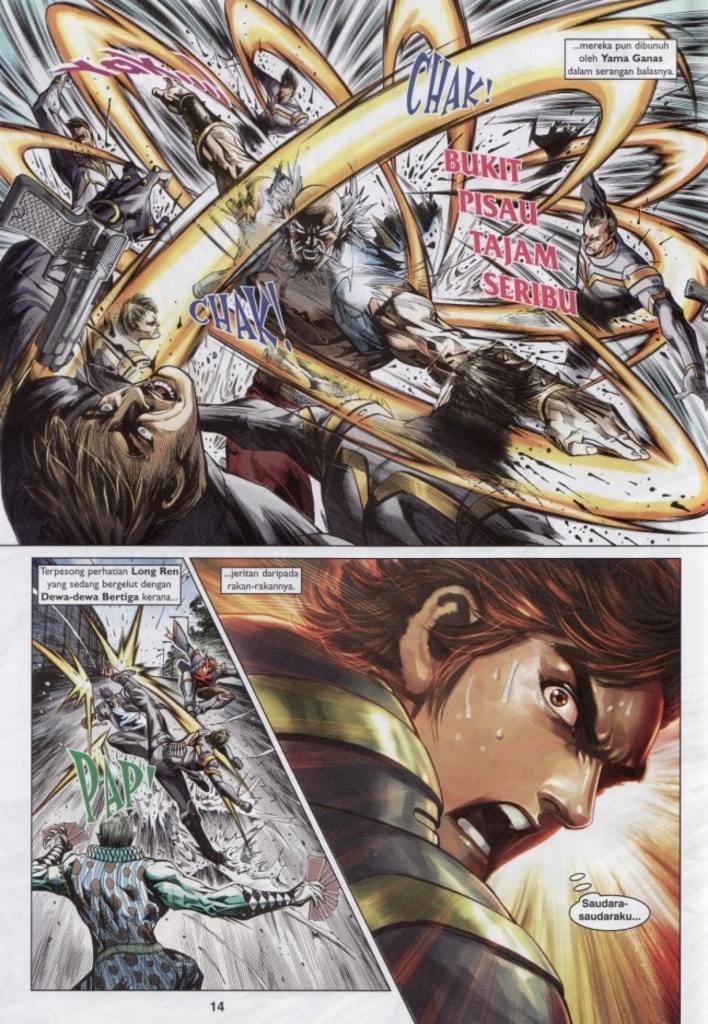 ...mereka pun dibunuh
oleh Yama Ganas
dalam serangan balasnya.
CHAK!
BUKIT
PISAU
TAJAM
SERIBU
CHAK!
Terpesong perhatian Long Ren
yang sedang bergelut dengan
Dewa-dewa Bertiga kerana...
...jeritan daripada
rakan-rakannya.
PAP!
Saudara-
saudaraku...
14